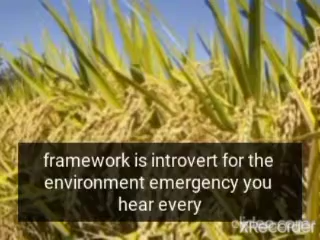 framework is introvert for the
environment emergency you
hear every
XRecorder